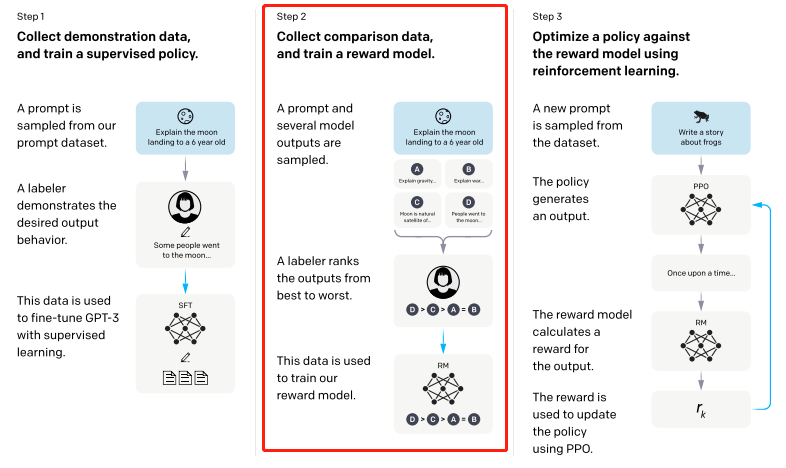 Step 1
Collect demonstration data,
and train a supervised policy.
A prompt is
sampled from our
prompt dataset.
Explain the moon
landing to a 6 year old
A labeler
demonstrates the
desired output
behavior.
Some people went
to the moon...
This data is used
to fine-tune GPT-3
with supervised
learning.
SFT
Step 2
Collect comparison data,
and train a reward model.
A prompt and
several model
outputs are
sampled.
Explain the moon
landing to a 6 year old
A
Explain gravity...
B
Explain war...
C
Moon is natural
satellite of...
D
People went to
the moon...
A labeler ranks
the outputs from
best to worst.
D > C > A = B
This data is used
to train our
reward model.
RM
D > C > A = B
Step 3
Optimize a policy against
the reward model using
reinforcement learning.
A new prompt
is sampled from
the dataset.
Write a story
about frogs
The policy
generates
an output.
PPO
Once upon a time...
The reward model
calculates a
reward for
the output.
RM
The reward is
used to update
the policy
using PPO.
rk